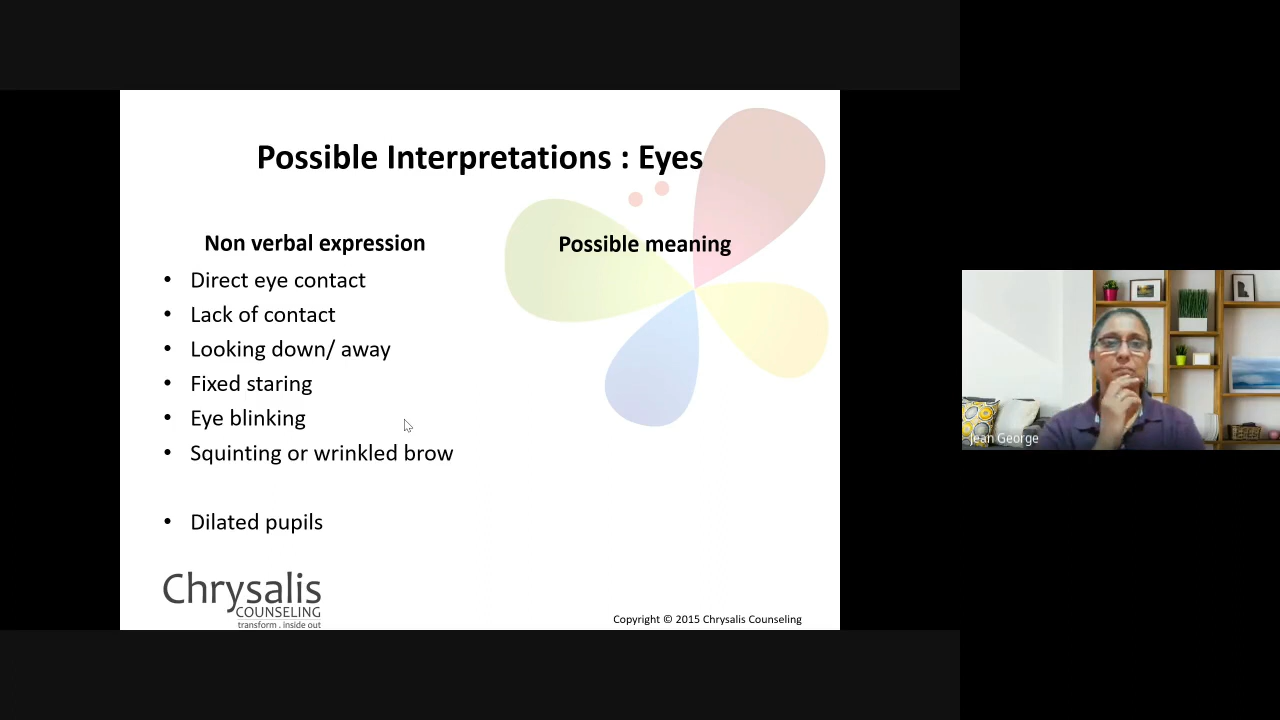 Possible Interpretations : Eyes
Non verbal expression
• Direct eye contact
• Lack of contact
• Looking down/ away
• Fixed staring
• Eye blinking
• Squinting or wrinkled brow
• Dilated pupils
Possible meaning
Chrysalis
COUNSELING
transform . inside out
Copyright © 2015 Chrysalis Counseling
Jean George